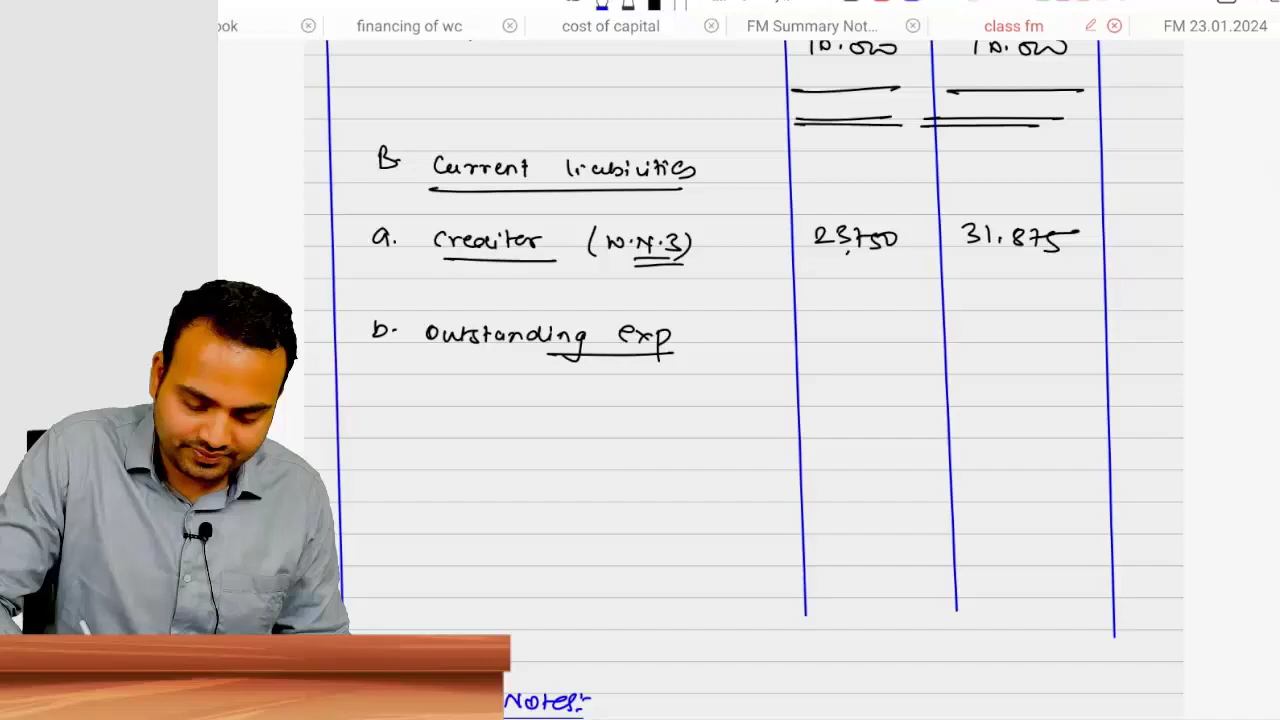 ook financing of wc cost of capital FM Summary Not... class fm FM 23.01.2024
B. Current liabilities
a. Creditor (W.N.3) 23,750 31.875
b. Outstanding exp
Notes:-